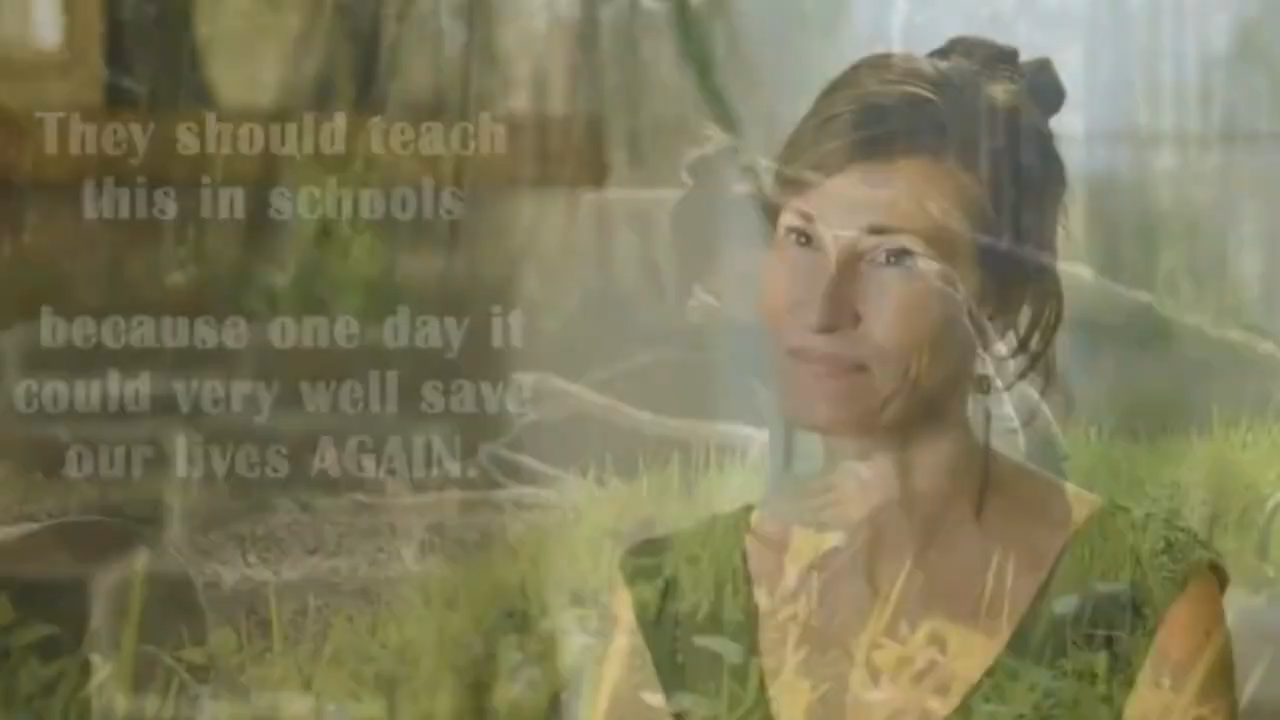 They should teach
this in schools
because one day it
could very well save
our lives AGAIN.